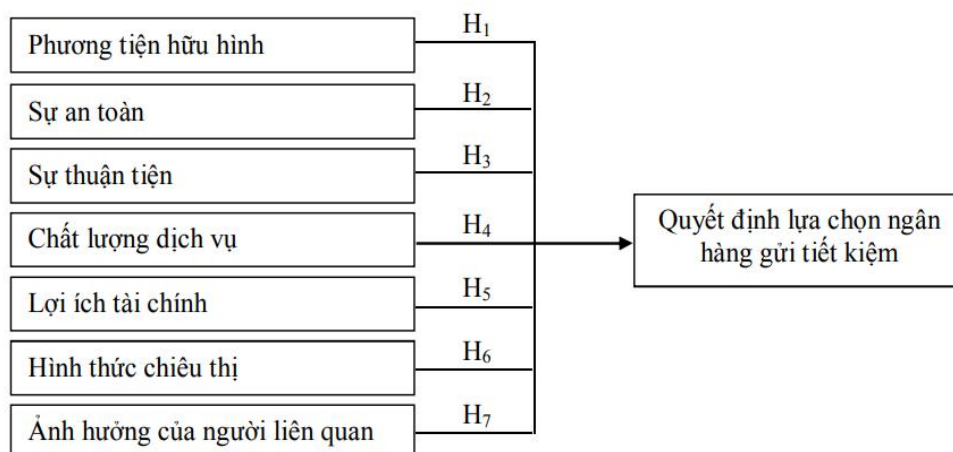 Phương tiện hữu hình
H₁
Sự an toàn
H₂
Sự thuận tiện
H₃
Chất lượng dịch vụ
H₄
Lợi ích tài chính
H₅
Hình thức chiêu thị
H₆
Ảnh hưởng của người liên quan
H₇
Quyết định lựa chọn ngân
hàng gửi tiết kiệm